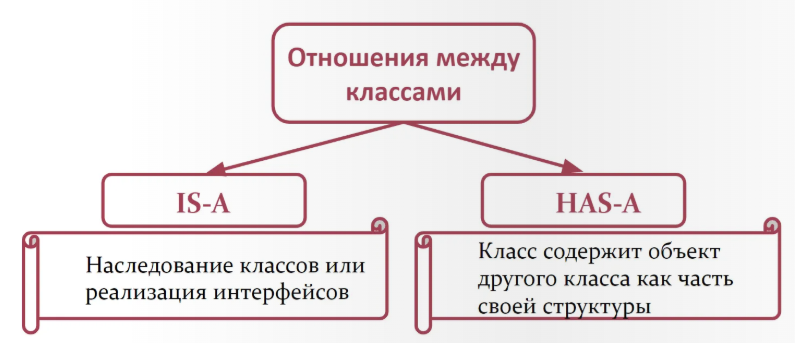 Отношения между
классами
IS-A
HAS-A
Наследование классов или
реализация интерфейсов
Класс содержит объект
другого класса как часть
своей структуры